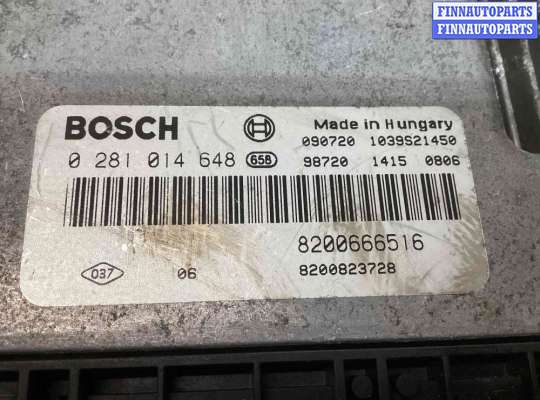 FINNAUTOPARTS
FINNAUTOPARTS
FINNAUTOPARTS
BOSCH
Made in Hungary
090720 1039S21450
0 281 014 648 658
98720 1415 0806
8200666516
037 06
8200823728